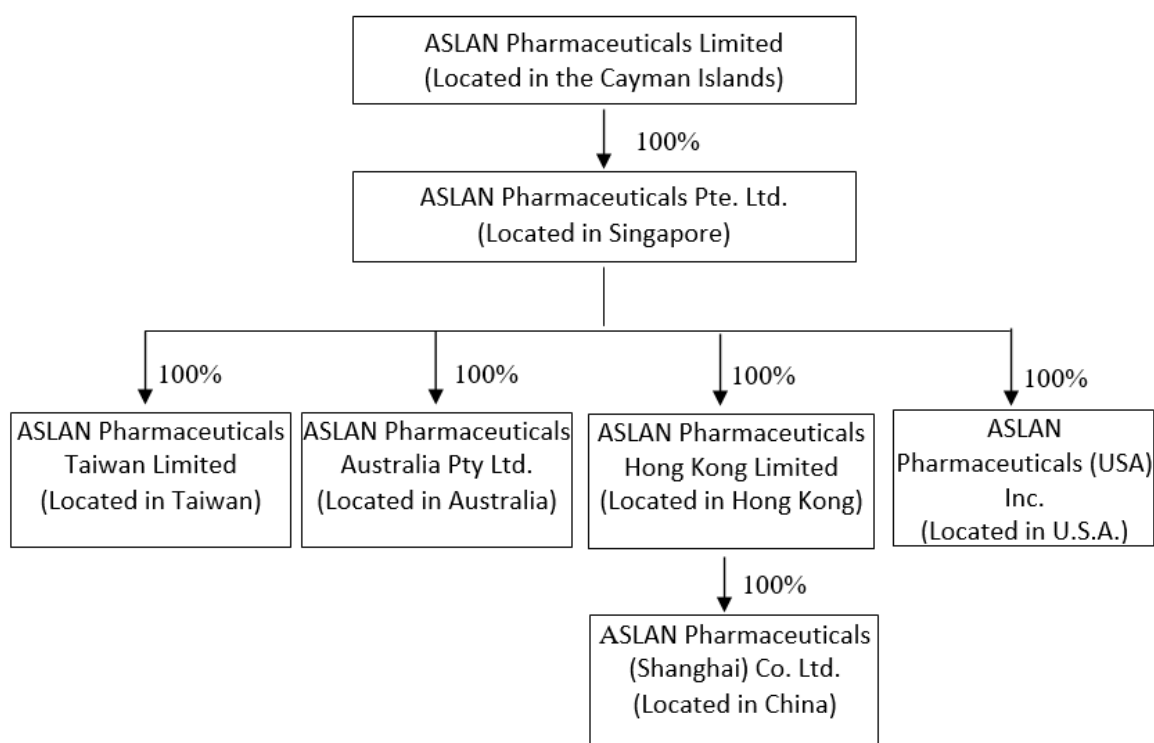 ASLAN Pharmaceuticals Limited
(Located in the Cayman Islands)
100%
ASLAN Pharmaceuticals Pte. Ltd.
(Located in Singapore)
100%
100%
100%
100%
ASLAN Pharmaceuticals
Taiwan Limited
(Located in Taiwan)
ASLAN Pharmaceuticals
Australia Pty Ltd.
(Located in Australia)
ASLAN Pharmaceuticals
Hong Kong Limited
(Located in Hong Kong)
ASLAN
Pharmaceuticals (USA)
Inc.
(Located in U.S.A.)
100%
ASLAN Pharmaceuticals
(Shanghai) Co. Ltd.
(Located in China)